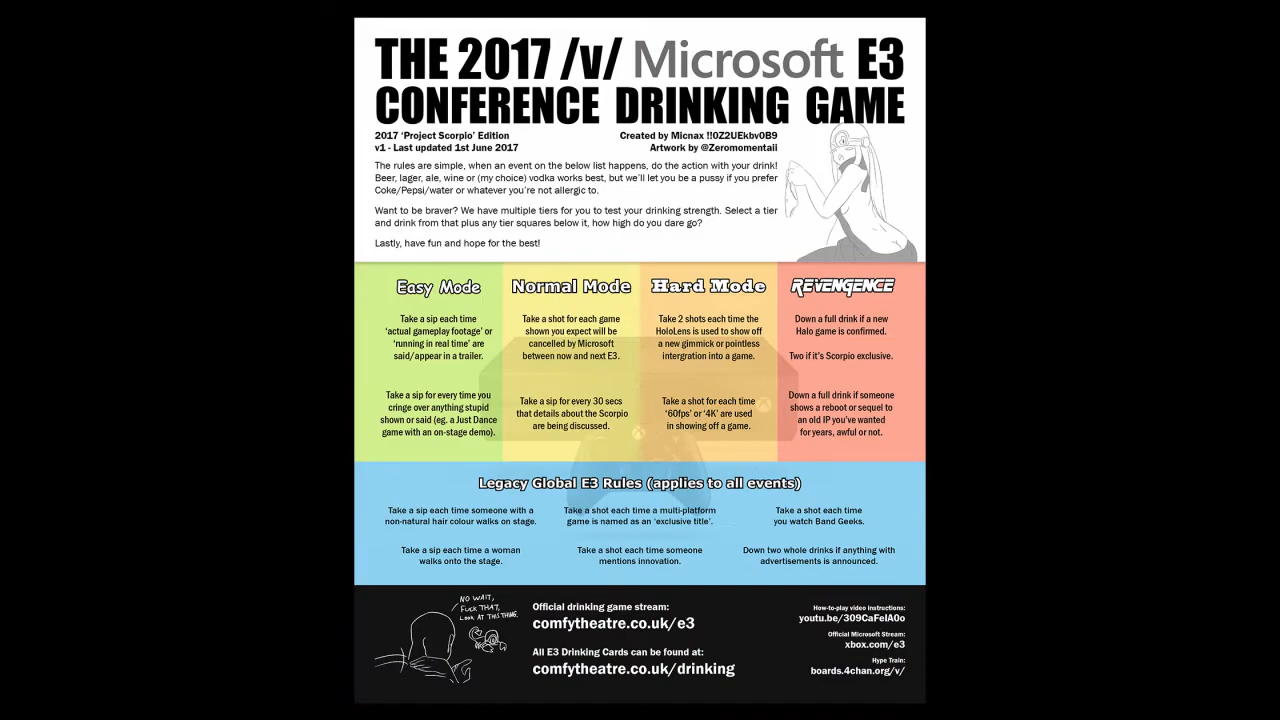 THE 2017 /v/ Microsoft E3
CONFERENCE DRINKING GAME
2017 ‘Project Scorpio’ Edition
v1 - Last updated 1st June 2017
Created by Micnax !!0Z2UEkbv0B9
Artwork by @Zeromomentaii
The rules are simple, when an event on the below list happens, do the action with your drink!
Beer, lager, ale, wine or (my choice) vodka works best, but we’ll let you be a pussy if you prefer
Coke/Pepsi/water or whatever you’re not allergic to.
Want to be braver? We have multiple tiers for you to test your drinking strength. Select a tier
and drink from that plus any tier squares below it, how high do you dare go?
Lastly, have fun and hope for the best!
Easy Mode
Take a sip each time
‘actual gameplay footage’ or
‘running in real time’ are
said/appear in a trailer.
Take a sip for every time you
cringe over anything stupid
shown or said (eg. a Just Dance
game with an on-stage demo).
Normal Mode
Take a shot for each game
shown you expect will be
cancelled by Microsoft
between now and next E3.
Take a sip for every 30 secs
that details about the Scorpio
are being discussed.
Hard Mode
Take 2 shots each time the
HoloLens is used to show off
a new gimmick or pointless
intergration into a game.
Take a shot for each time
‘60fps’ or ‘4K’ are used
in showing off a game.
REVENGENCE
Down a full drink if a new
Halo game is confirmed.
Two if it’s Scorpio exclusive.
Down a full drink if someone
shows a reboot or sequel to
an old IP you’ve wanted
for years, awful or not.
Legacy Global E3 Rules (applies to all events)
Take a sip each time someone with a
non-natural hair colour walks on stage.
Take a shot each time a multi-platform
game is named as an ‘exclusive title’.
Take a shot each time
you watch Band Geeks.
Take a sip each time a woman
walks onto the stage.
Take a shot each time someone
mentions innovation.
Down two whole drinks if anything with
advertisements is announced.
NO WAIT,
FUCK THAT,
LOOK AT THIS THING.
Official drinking game stream:
comfytheatre.co.uk/e3
All E3 Drinking Cards can be found at:
comfytheatre.co.uk/drinking
How-to-play video instructions:
youtu.be/309CaFeIA0o
Official Microsoft Stream:
xbox.com/e3
Hype Train:
boards.4chan.org/v/